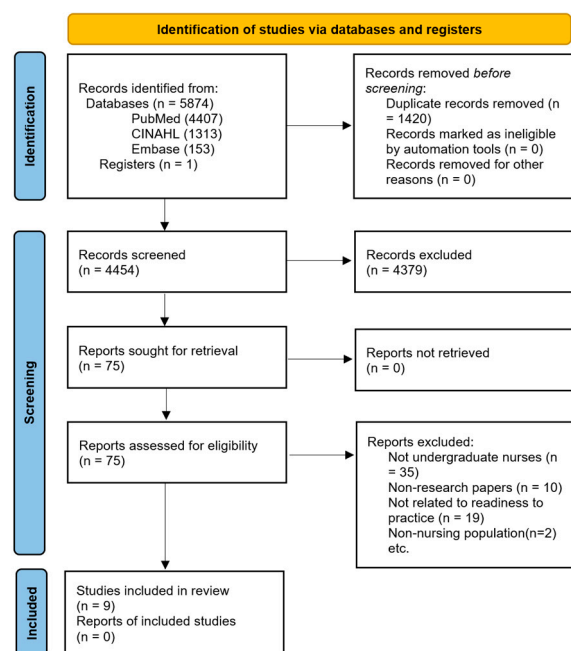 Identification of studies via databases and registers
Identification
Records identified from:
Databases (n = 5874)
PubMed (4407)
CINAHL (1313)
Embase (153)
Registers (n = 1)
Records removed before
screening:
Duplicate records removed (n
= 1420)
Records marked as ineligible
by automation tools (n = 0)
Records removed for other
reasons (n = 0)
Screening
Records screened
(n = 4454)
Records excluded
(n = 4379)
Reports sought for retrieval
(n = 75)
Reports not retrieved
(n = 0)
Reports assessed for eligibility
(n = 75)
Reports excluded:
Not undergraduate nurses (n
= 35)
Non-research papers (n = 10)
Not related to readiness to
practice (n = 19)
Non-nursing population(n=2)
etc.
Included
Studies included in review
(n = 9)
Reports of included studies
(n = 0)